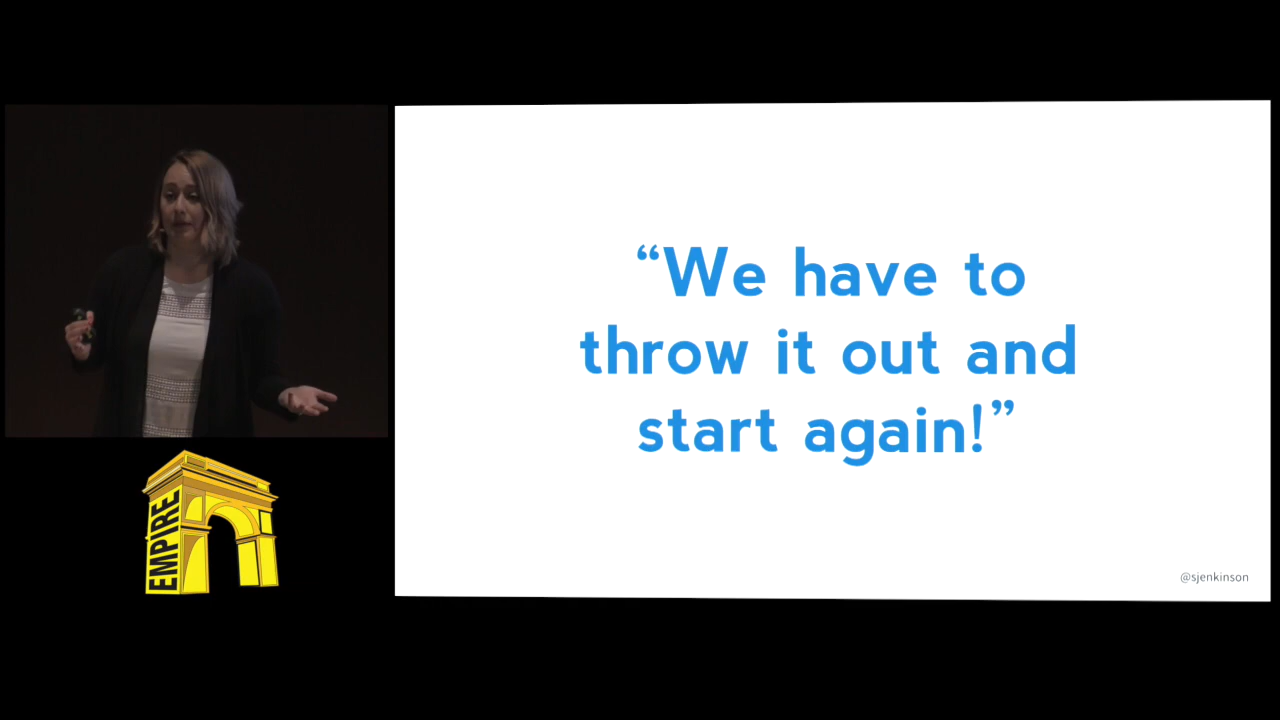 “We have to
throw it out and
start again!”
@sjenkinson
EMPIRE